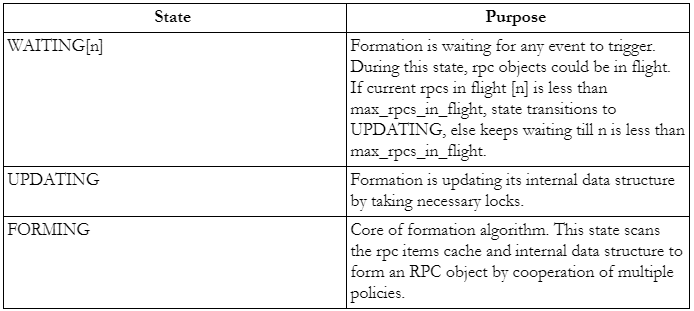 State Purpose
WAITING[n] Formation is waiting for any event to trigger.
During this state, rpc objects could be in flight.
If current rpcs in flight [n] is less than
max_rpcs_in_flight, state transitions to
UPDATING, else keeps waiting till n is less than
max_rpcs_in_flight.
UPDATING Formation is updating its internal data structure
by taking necessary locks.
FORMING Core of formation algorithm. This state scans
the rpc items cache and internal data structure to
form an RPC object by cooperation of multiple
policies.